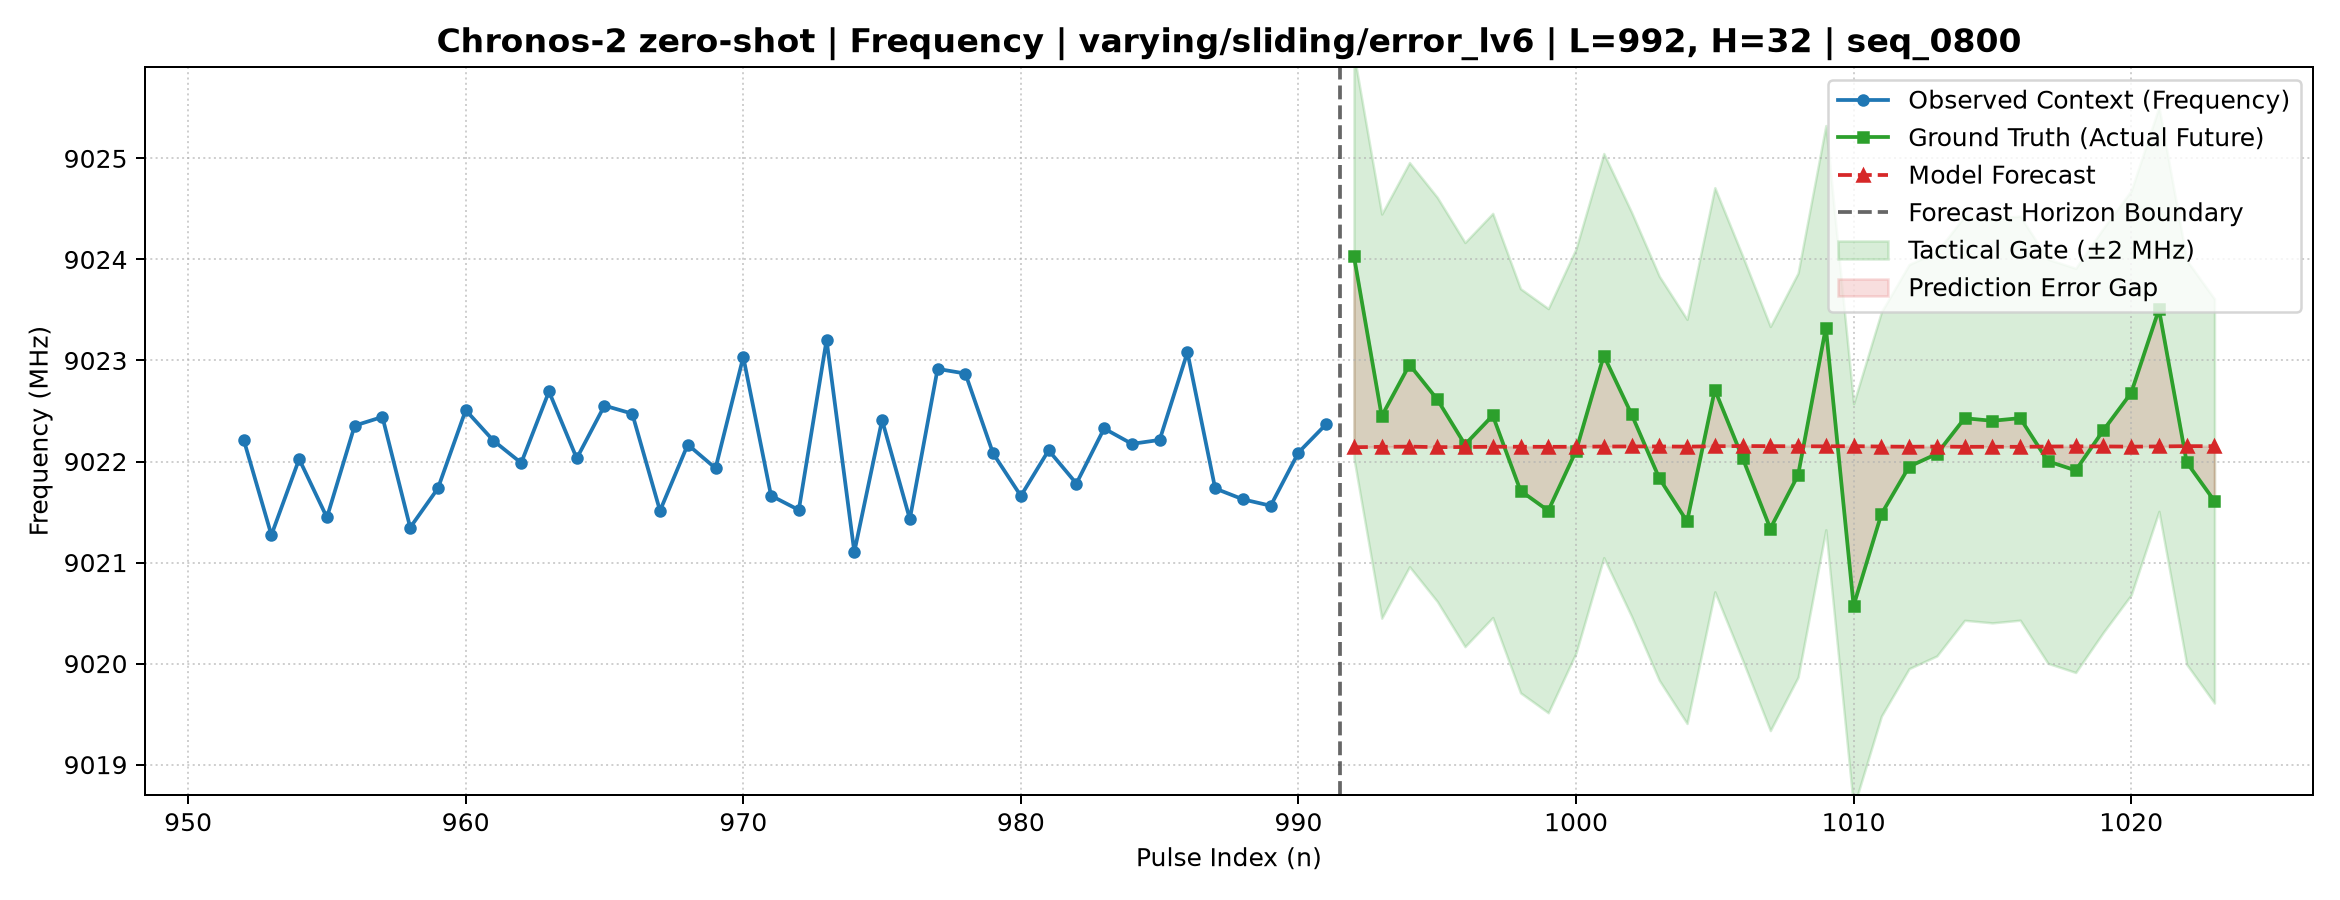 Chronos-2 zero-shot | Frequency | varying/sliding/error_lv6 | L=992, H=32 | seq_0800
Observed Context (Frequency)
Ground Truth (Actual Future)
Model Forecast
Forecast Horizon Boundary
Tactical Gate (±2 MHz)
Prediction Error Gap
Frequency (MHz)
9025
9024
9023
9022
9021
9020
9019
950 960 970 980 990 1000 1010 1020
Pulse Index (n)